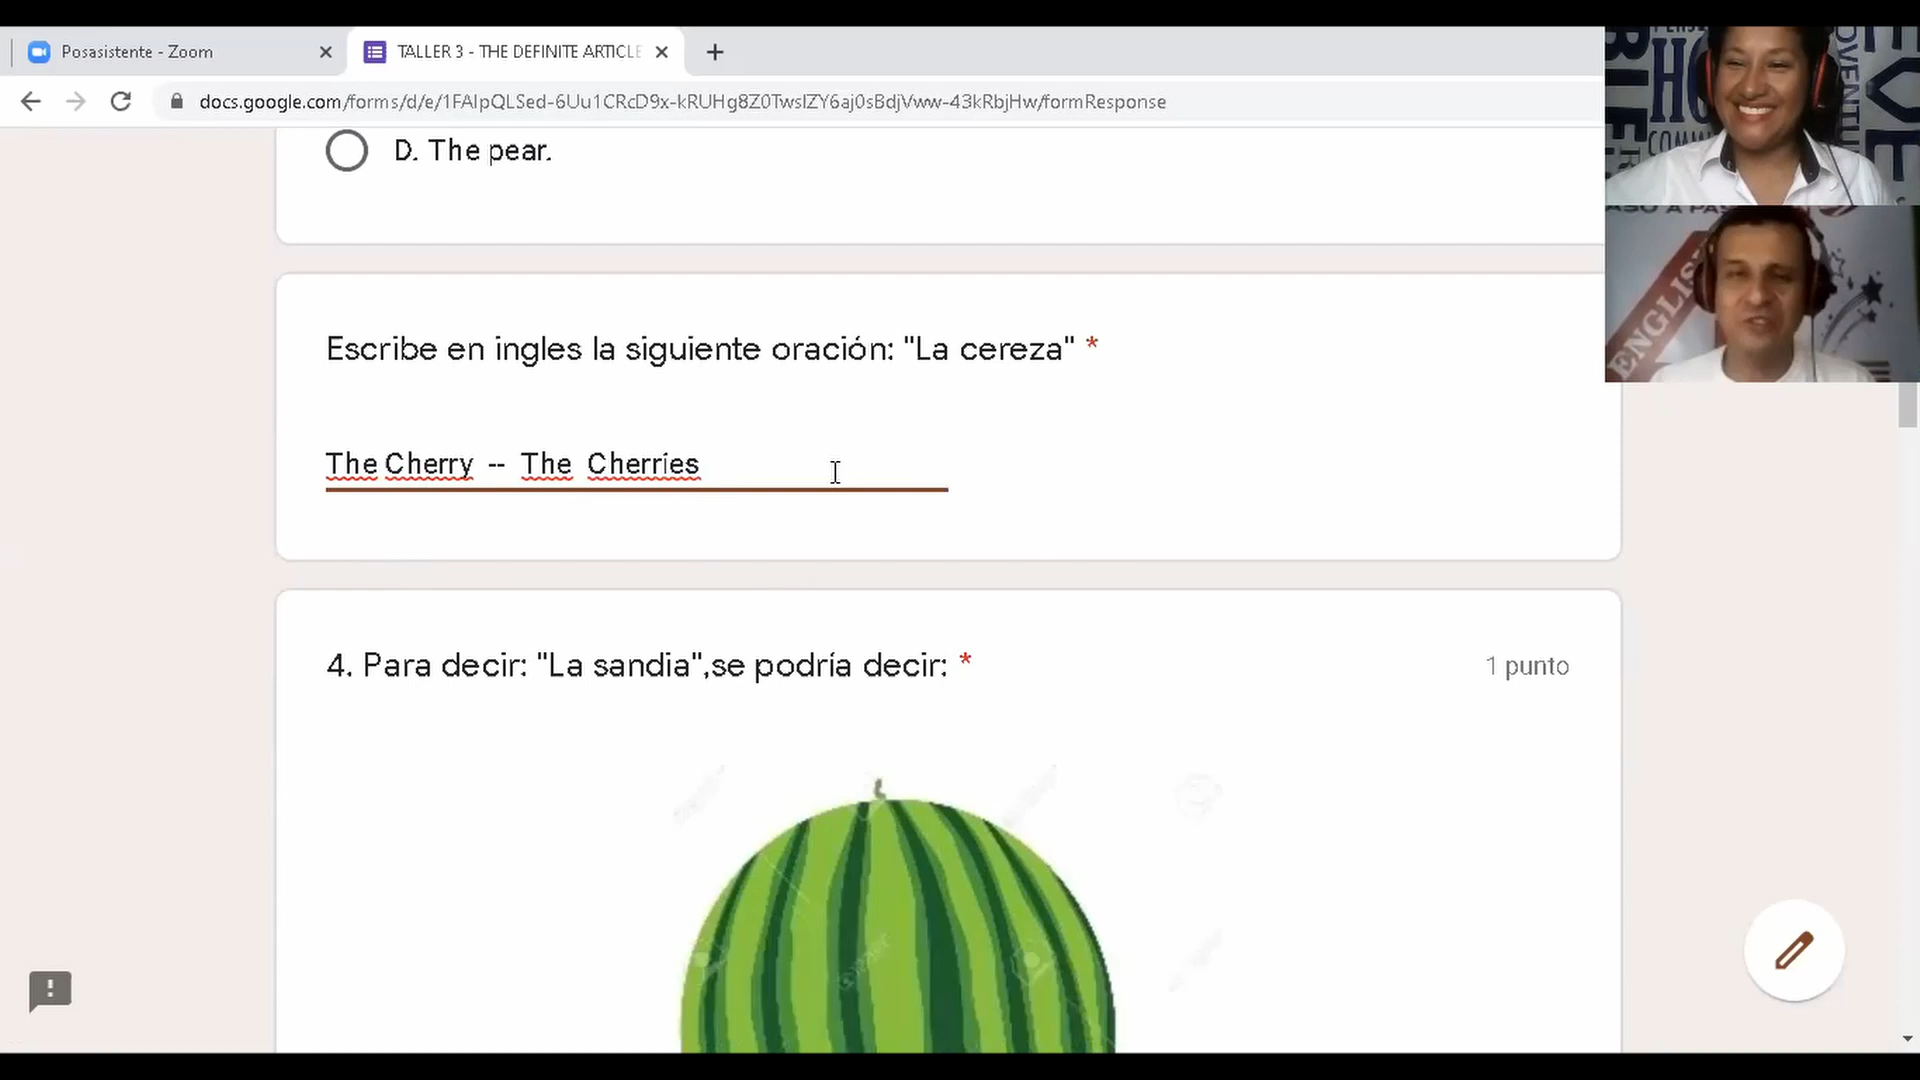 Posasistente - Zoom
TALLER 3 - THE DEFINITE ARTICLE
docs.google.com/forms/d/e/1FAIpQLSed-6Uu1CRcD9x-kRUHg8Z0TwsIZY6aj0sBdjVww-43kRbjHw/formResponse
D. The pear.
Escribe en ingles la siguiente oración: "La cereza" *
The Cherry -- The Cherries
4. Para decir: "La sandia",se podría decir: *
1 punto
ENGLISH